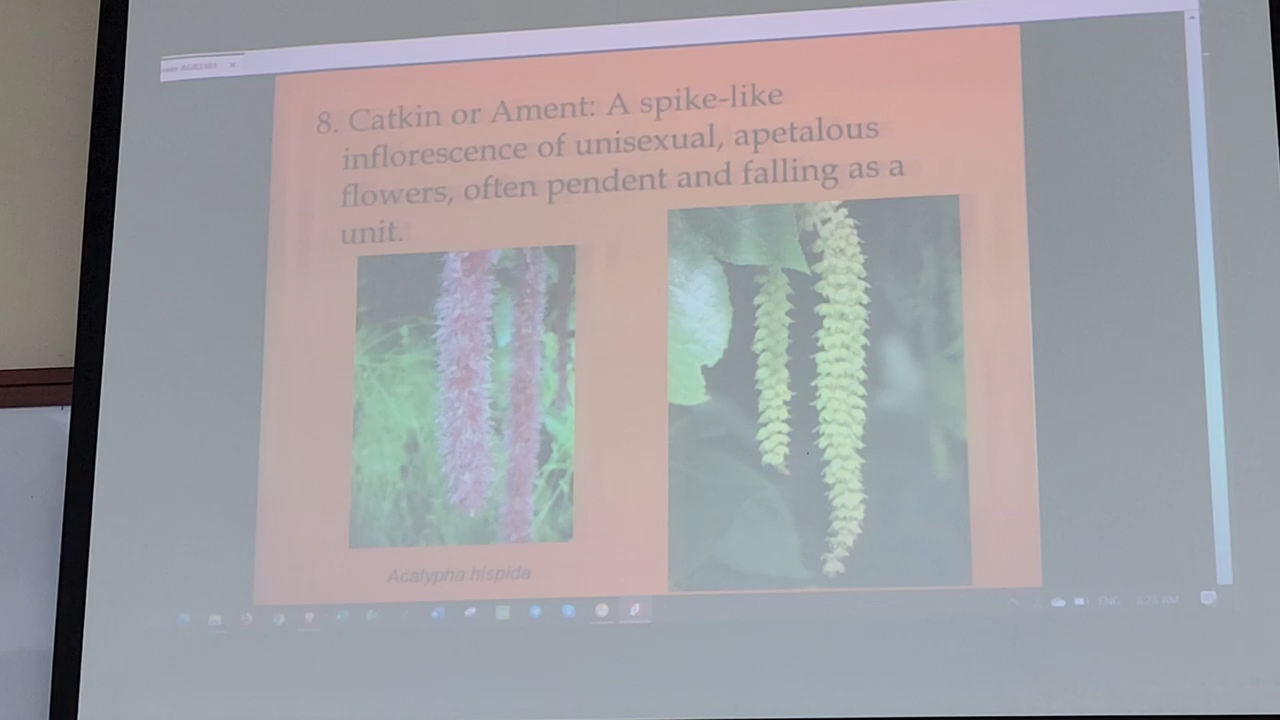 8. Catkin or Ament: A spike-like
inflorescence of unisexual, apetalous
flowers, often pendent and falling as a
unit.
Acalypha hispida
ENG